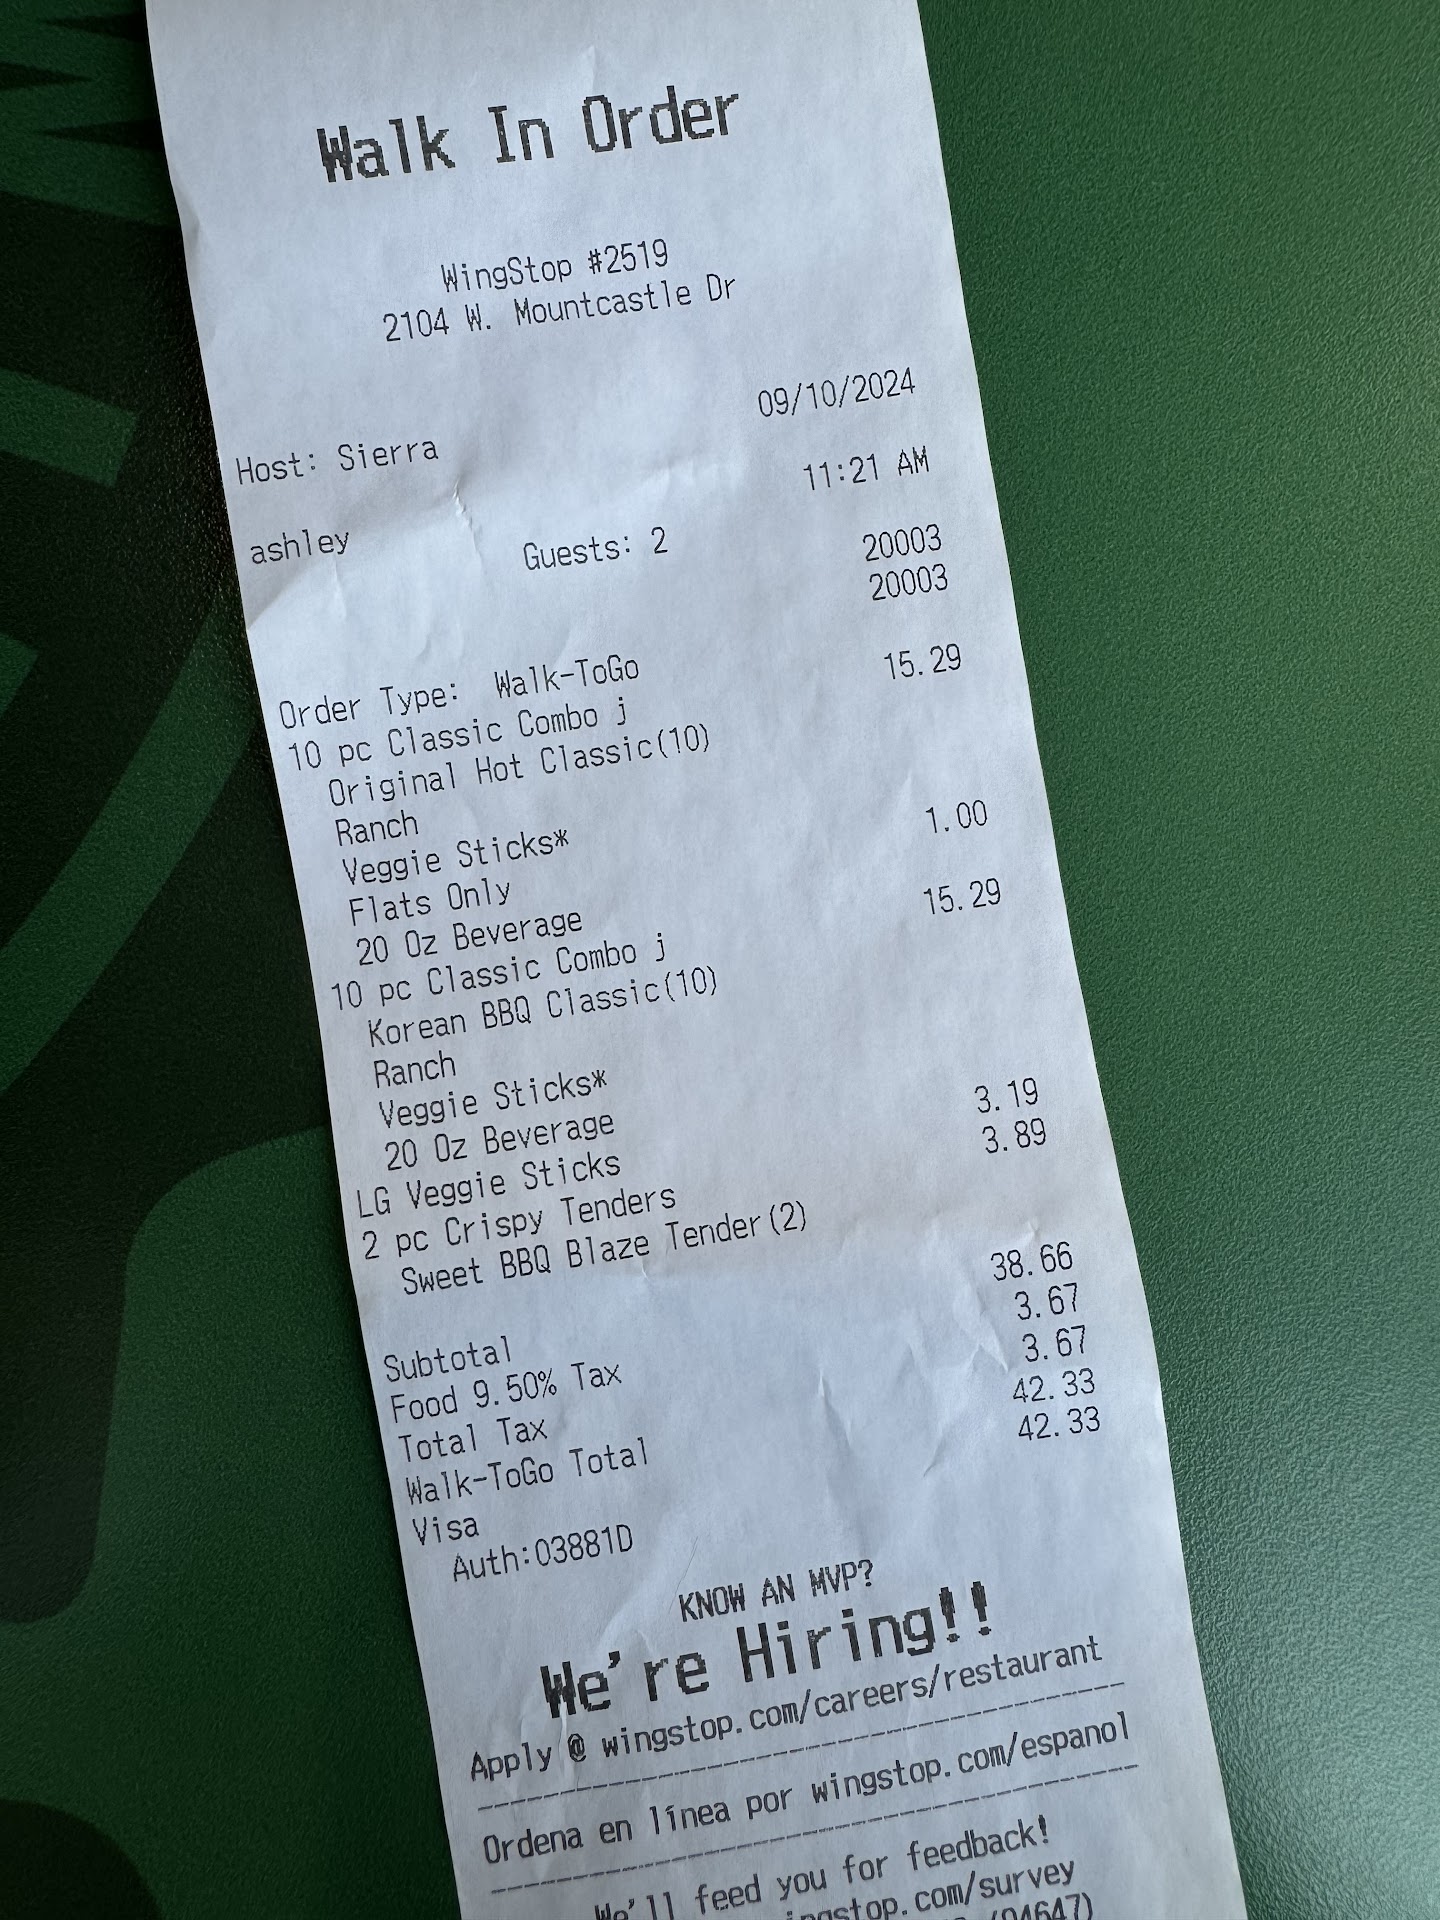 Walk In Order
WingStop #2519
2104 W. Mountcastle Dr
09/10/2024
Host: Sierra
11:21 AM
ashley Guests: 2 20003
20003
Order Type: Walk-ToGo
10 pc Classic Combo j 15.29
Original Hot Classic(10)
Ranch
Veggie Sticks*
Flats Only 1.00
20 Oz Beverage
10 pc Classic Combo j 15.29
Korean BBQ Classic(10)
Ranch
Veggie Sticks*
20 Oz Beverage
LG Veggie Sticks 3.19
2 pc Crispy Tenders 3.89
Sweet BBQ Blaze Tender(2)
Subtotal 38.66
Food 9.50% Tax 3.67
Total Tax 3.67
Walk-ToGo Total 42.33
Visa 42.33
Auth:03881D
KNOW AN MVP?
We're Hiring!!
Apply @ wingstop.com/careers/restaurant
Ordena en línea por wingstop.com/espanol
We'll feed you for feedback!
ingstop.com/survey
(04647)